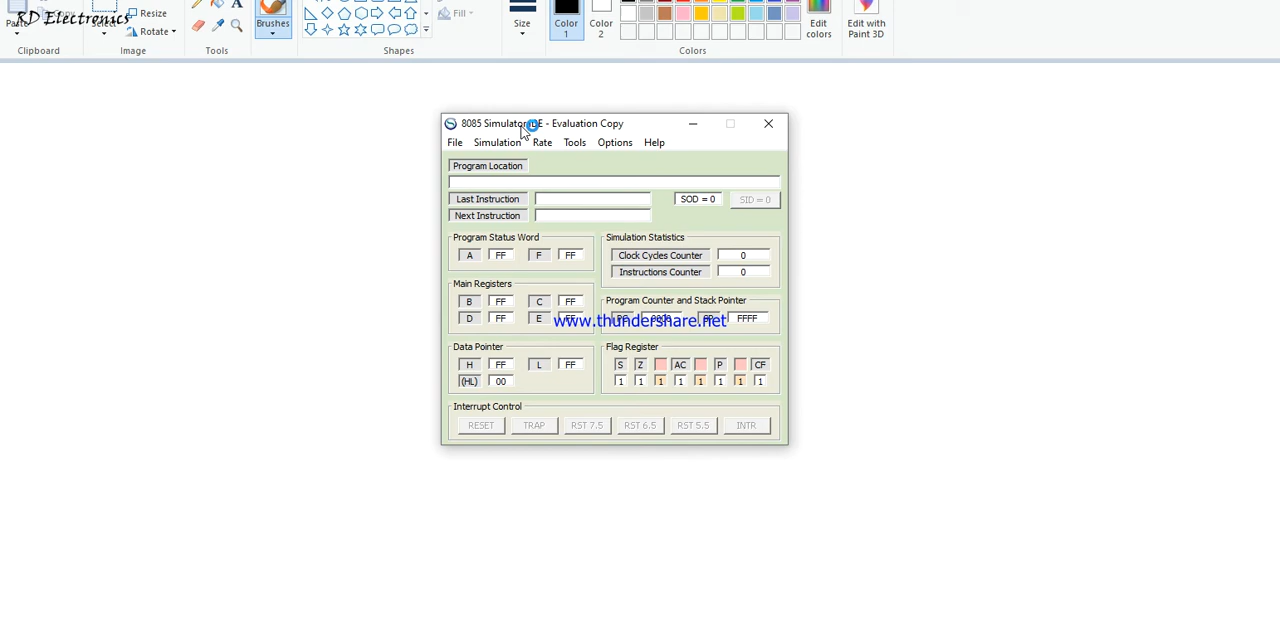 RD Electronics
Resize
Rotate
Select
A
Brushes
Fill
Size
Color 1
Color 2
Edit colors
Edit with Paint 3D
Clipboard
Image
Tools
Shapes
Colors
8085 Simulator IDE - Evaluation Copy
File Simulation Rate Tools Options Help
Program Location
Last Instruction
SOD = 0 SID = 0
Next Instruction
Program Status Word
A FF F FF
Simulation Statistics
Clock Cycles Counter 0
Instructions Counter 0
Main Registers
B FF C FF
D FF E FF
Program Counter and Stack Pointer
FFFF
www.thundershare.net
Data Pointer
H FF L FF
(HL) 00
Flag Register
S Z AC P CF
1 1 1 1 1 1 1 1
Interrupt Control
RESET TRAP RST 7.5 RST 6.5 RST 5.5 INTR